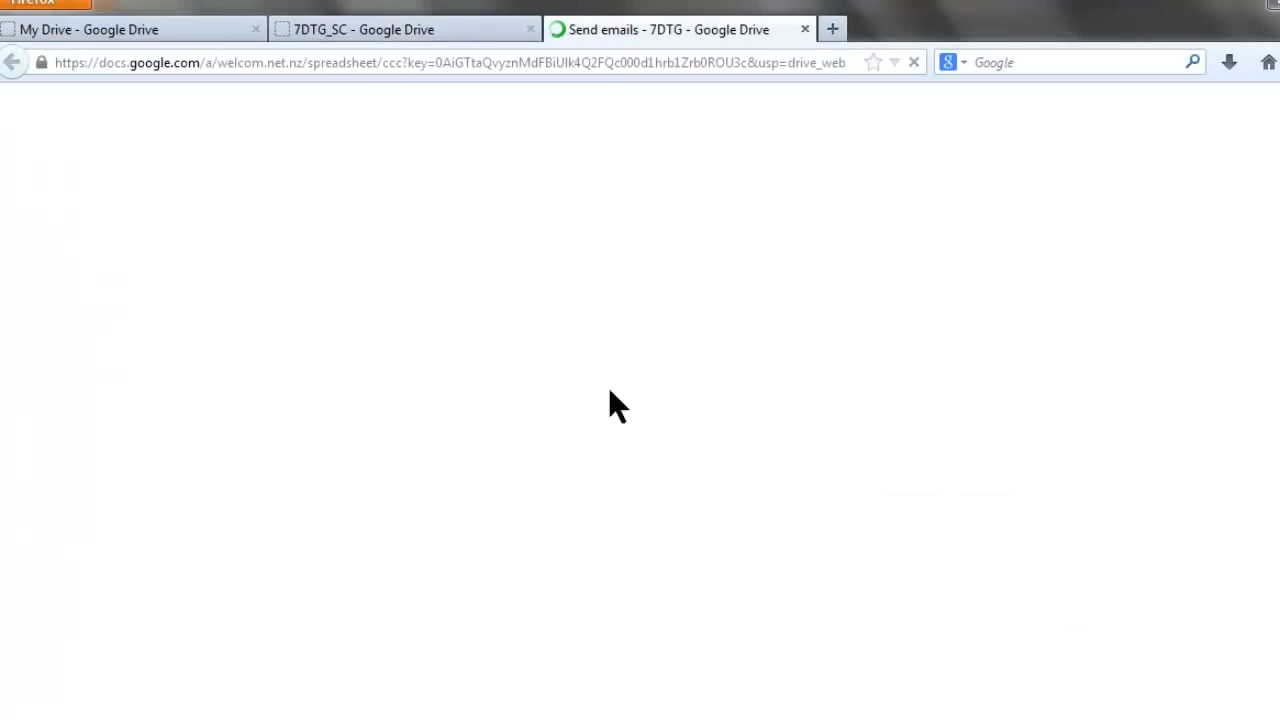 Firefox
My Drive - Google Drive
7DTG_SC - Google Drive
Send emails - 7DTG - Google Drive
https://docs.google.com/a/welcom.net.nz/spreadsheet/ccc?key=0AiGTtaQvyznMdFBiUlk4Q2FQc000d1hrb1Zrb0ROU3c&usp=drive_web
Google